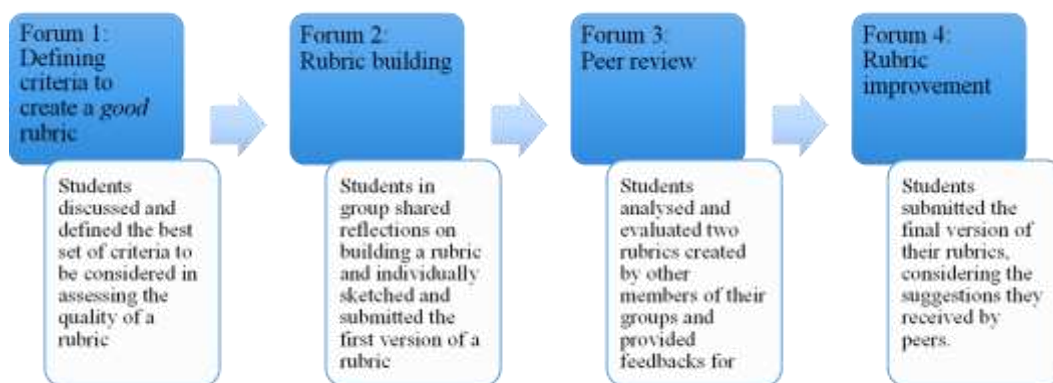 Forum 1:
Defining
criteria to
create a good
rubric
Students
discussed and
defined the best
set of criteria to
be considered in
assessing the
quality of a
rubric
Forum 2:
Rubric building
Students in
group shared
reflections on
building a rubric
and individually
sketched and
submitted the
first version of a
rubric
Forum 3:
Peer review
Students
analysed and
evaluated two
rubrics created
by other
members of their
groups and
provided
feedbacks for
Forum 4:
Rubric
improvement
Students
submitted the
final version of
their rubrics,
considering the
suggestions they
received by
peers.